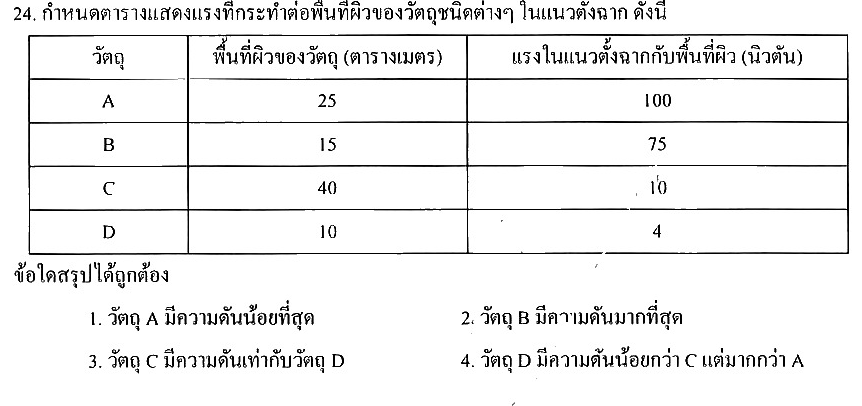 24. กำหนดตารางแสดงแรงที่กระทำต่อพื้นที่ผิวของวัตถุชนิดต่างๆ ในแนวตั้งฉาก ดังนี้
วัตถุ พื้นที่ผิวของวัตถุ (ตารางเมตร) แรงในแนวตั้งฉากกับพื้นที่ผิว (นิวตัน)
A 25 100
B 15 75
C 40 10
D 10 4
ข้อใดสรุปได้ถูกต้อง
1. วัตถุ A มีความดันน้อยที่สุด 2. วัตถุ B มีความดันมากที่สุด
3. วัตถุ C มีความดันเท่ากับวัตถุ D 4. วัตถุ D มีความดันน้อยกว่า C แต่มากกว่า A